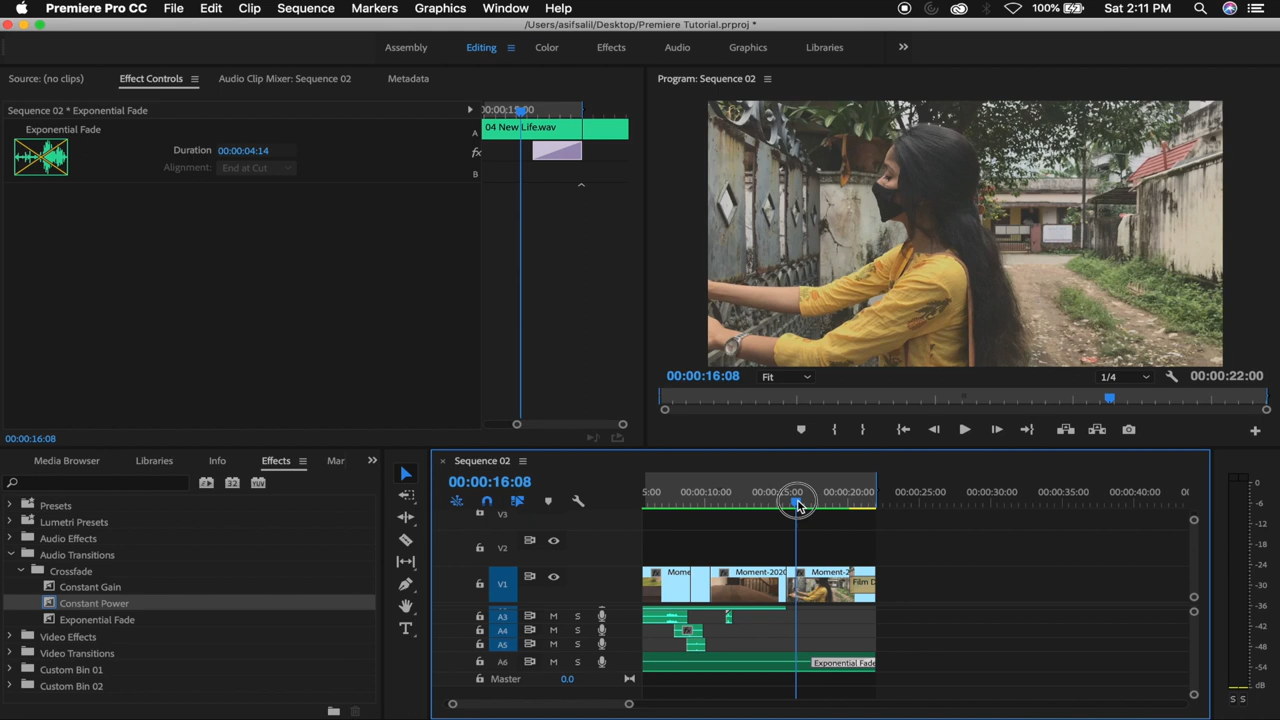 Premiere Pro CC File Edit Clip Sequence Markers Graphics Window Help 100% Sat 2:11 PM
/Users/asifsalil/Desktop/Premiere Tutorial.prproj *
Assembly Editing Color Effects Audio Graphics Libraries
Source: (no clips) Effect Controls Audio Clip Mixer: Sequence 02 Metadata
Program: Sequence 02
Sequence 02 * Exponential Fade
Exponential Fade
Duration 00:00:04:14
Alignment: End at Cut
00:00:15:00
A 04 New Life.wav
fx
B
00:00:16:08
00:00:16:08 Fit 1/4 00:00:22:00
Media Browser Libraries Info Effects Mar
Presets
Lumetri Presets
Audio Effects
Audio Transitions
Crossfade
Constant Gain
Constant Power
Exponential Fade
Video Effects
Video Transitions
Custom Bin 01
Custom Bin 02
Sequence 02
00:00:16:08
5:00 00:00:10:00 00:00:15:00 00:00:20:00 00:00:25:00 00:00:30:00 00:00:35:00 00:00:40:00 00
V3
V2
V1 Mome Moment-2020 Moment-2 Film D
A3 M S
A4 M S
A5 M S
A6 M S Exponential Fade
Master 0.0
0
-6
-12
-18
-24
-30
-36
-42
-48
-54
dB
S S